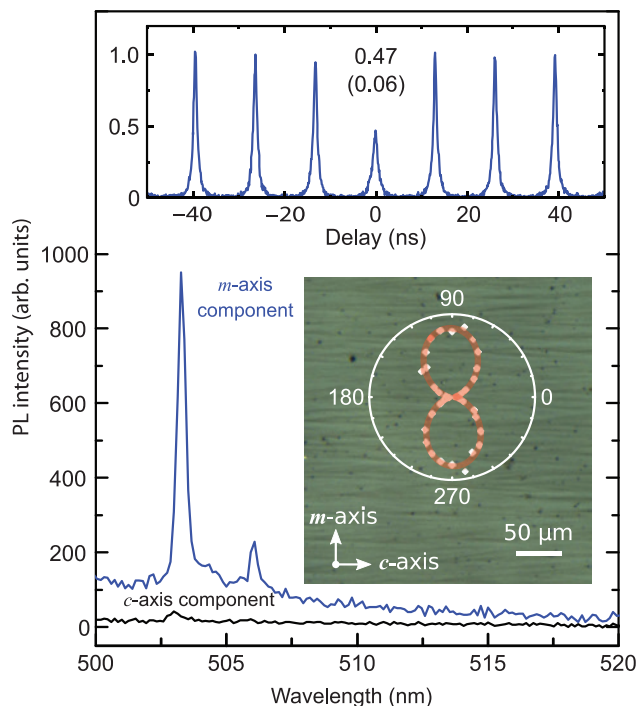 1.0
0.5
0
0.47
(0.06)
−40 −20 0 20 40
Delay (ns)
PL intensity (arb. units)
1000
800
600
400
200
0
m-axis
component
90
180
0
270
m-axis
c-axis
50 µm
c-axis component
500 505 510 515 520
Wavelength (nm)